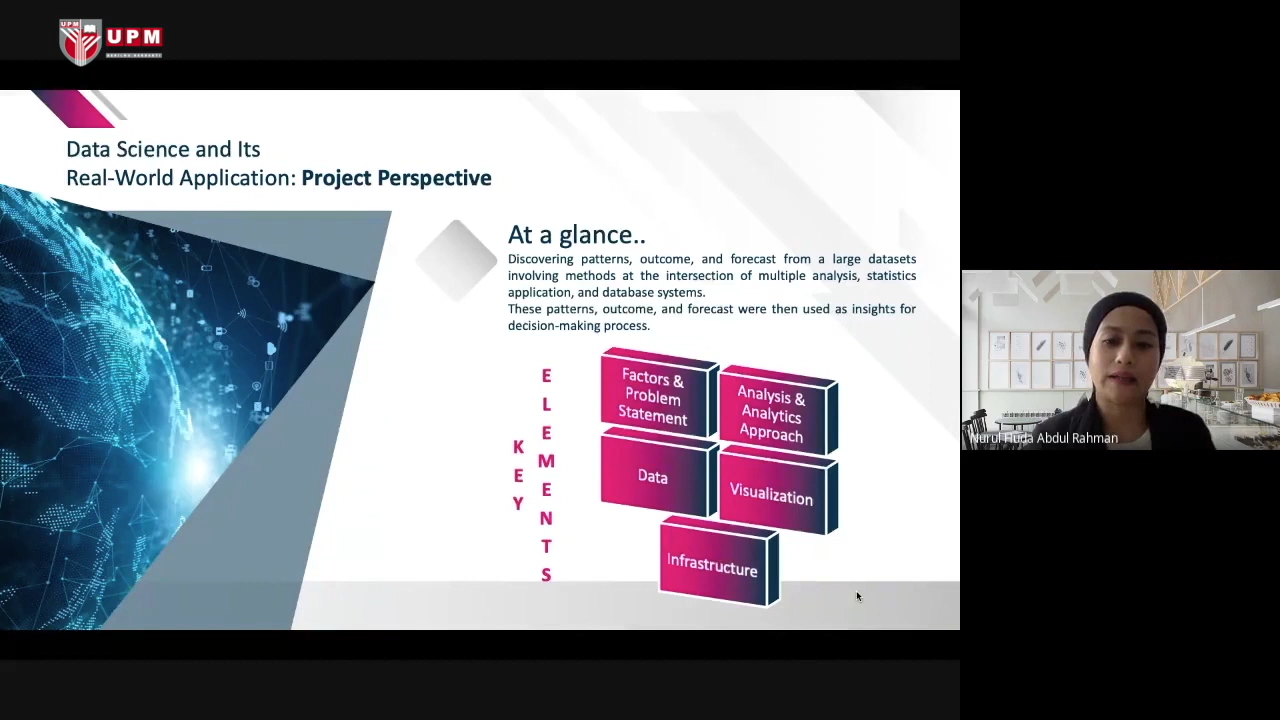 UPM
UPM
Data Science and Its
Real-World Application: Project Perspective
At a glance..
Discovering patterns, outcome, and forecast from a large datasets
involving methods at the intersection of multiple analysis, statistics
application, and database systems.
These patterns, outcome, and forecast were then used as insights for
decision-making process.
KEY
ELEMENTS
Factors &
Problem
Statement
Analysis &
Analytics
Approach
Data
Visualization
Infrastructure
Nurul Huda Abdul Rahman